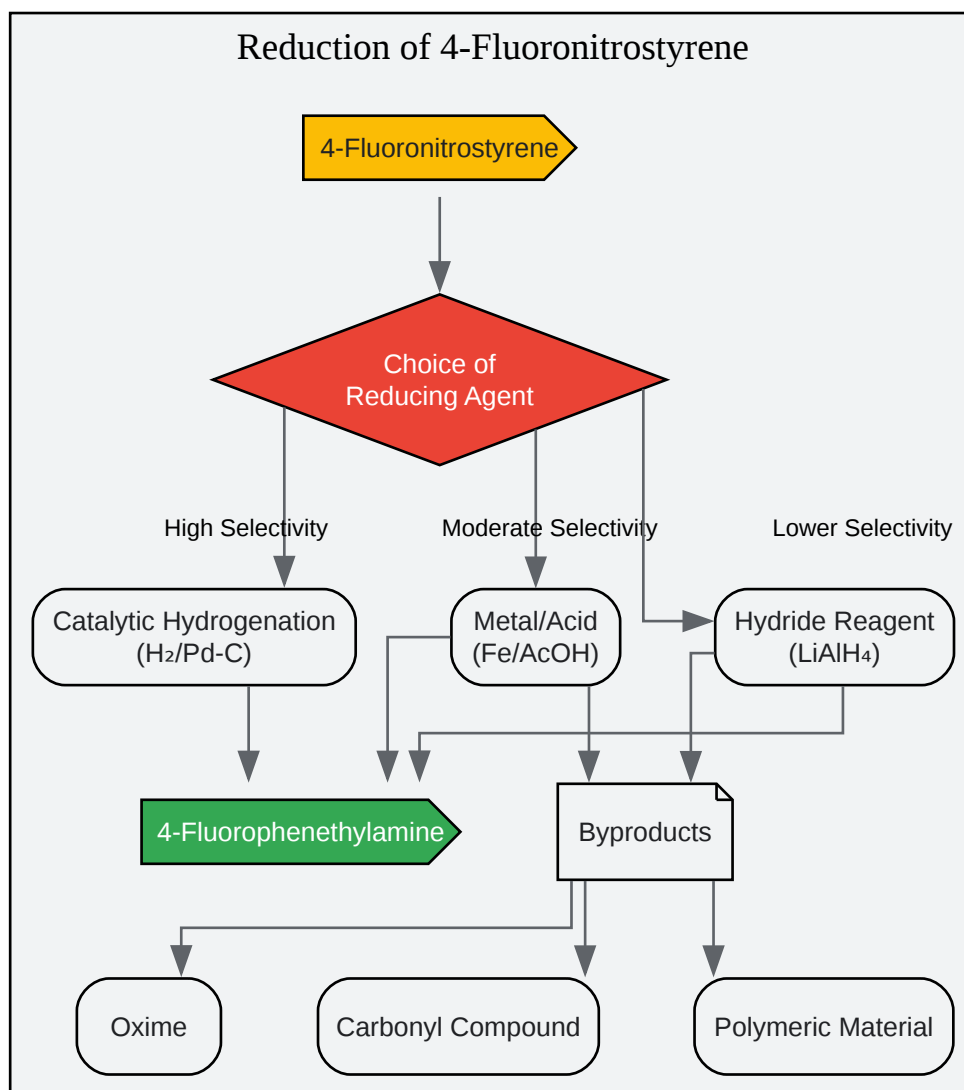 Reduction of 4-Fluoronitrostyrene
4-Fluoronitrostyrene
Choice of
Reducing Agent
High Selectivity
Moderate Selectivity
Lower Selectivity
Catalytic Hydrogenation
(H₂/Pd-C)
Metal/Acid
(Fe/AcOH)
Hydride Reagent
(LiAlH₄)
4-Fluorophenethylamine
Byproducts
Oxime
Carbonyl Compound
Polymeric Material